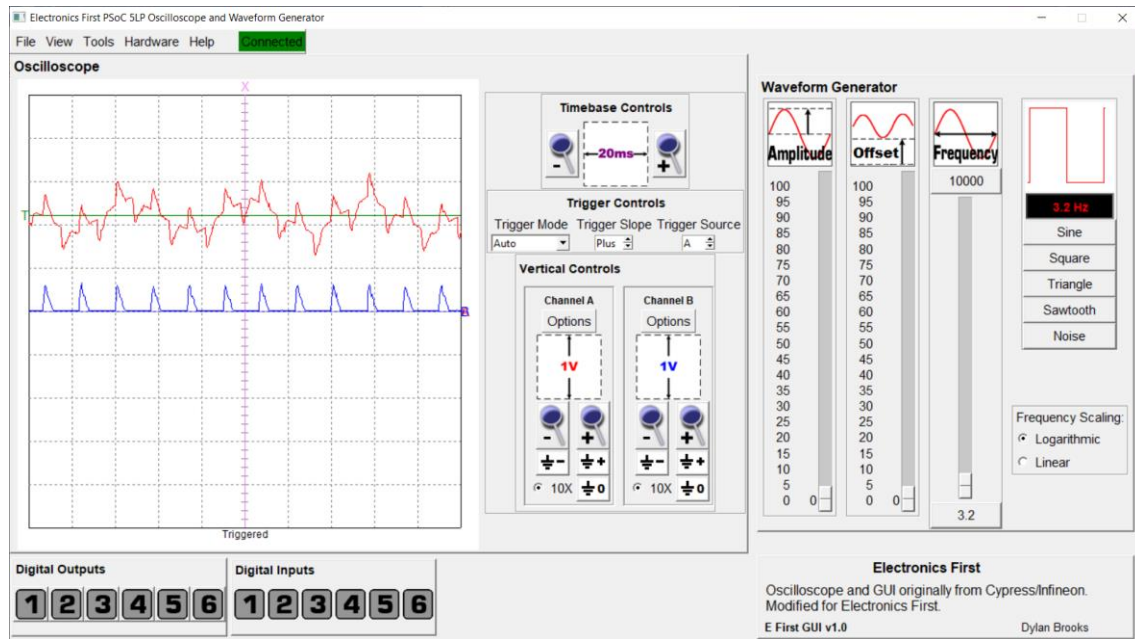 Electronics First PSoC 5LP Oscilloscope and Waveform Generator
File View Tools Hardware Help Connected
Oscilloscope
X
T
Triggered
Timebase Controls
- 20ms +
Trigger Controls
Trigger Mode Trigger Slope Trigger Source
Auto Plus A
Vertical Controls
Channel A Channel B
Options Options
1V 1V
- + - +
- + - +
10X 0 10X 0
Waveform Generator
Amplitude Offset Frequency
10000
100 100
95 95
90 90
85 85
80 80
75 75
70 70
65 65
60 60
55 55
50 50
45 45
40 40
35 35
30 30
25 25
20 20
15 15
10 10
5 5
0 0 0 0
3.2
3.2 Hz
Sine
Square
Triangle
Sawtooth
Noise
Frequency Scaling:
Logarithmic
Linear
Digital Outputs
1 2 3 4 5 6
Digital Inputs
1 2 3 4 5 6
Electronics First
Oscilloscope and GUI originally from Cypress/Infineon.
Modified for Electronics First.
E First GUI v1.0 Dylan Brooks